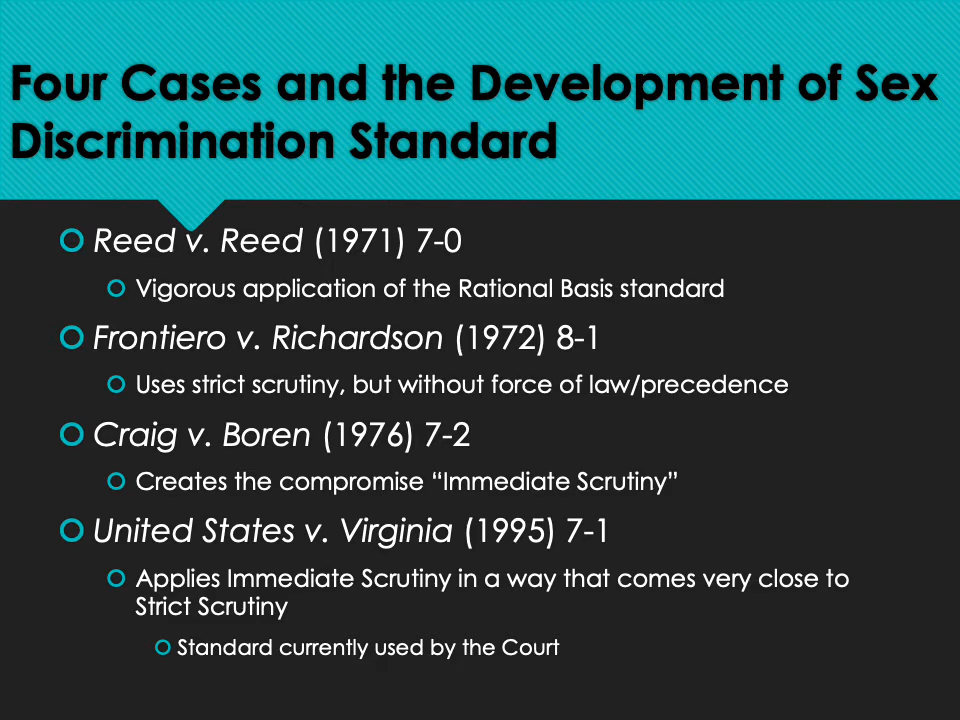 Four Cases and the Development of Sex
Discrimination Standard
Reed v. Reed (1971) 7-0
Vigorous application of the Rational Basis standard
Frontiero v. Richardson (1972) 8-1
Uses strict scrutiny, but without force of law/precedence
Craig v. Boren (1976) 7-2
Creates the compromise “Immediate Scrutiny”
United States v. Virginia (1995) 7-1
Applies Immediate Scrutiny in a way that comes very close to
Strict Scrutiny
Standard currently used by the Court